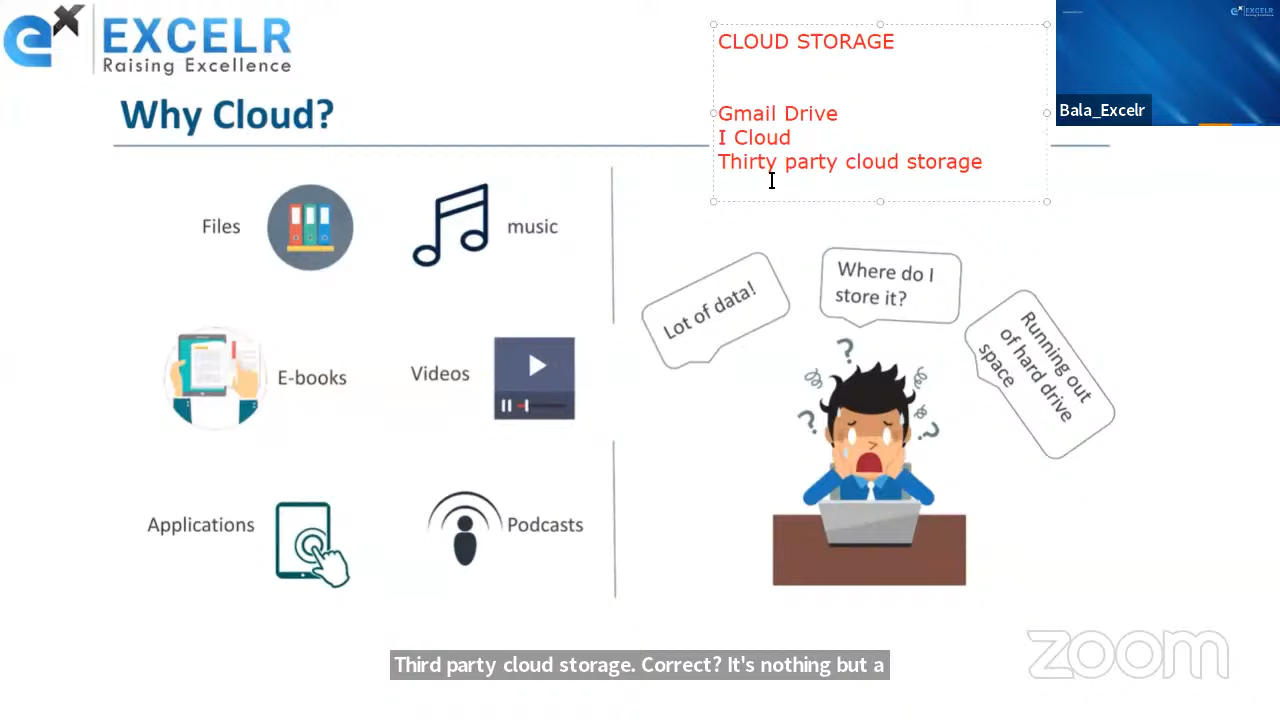 EXCELR
Raising Excellence
Why Cloud?
CLOUD STORAGE
Gmail Drive
I Cloud
Thirty party cloud storage
EXCELR
Bala_Excelr
Files
music
E-books
Videos
Applications
Podcasts
Lot of data!
Where do I
store it?
Running out
of hard drive
space
?
?
?
?
Third party cloud storage. Correct? It's nothing but a
zoom